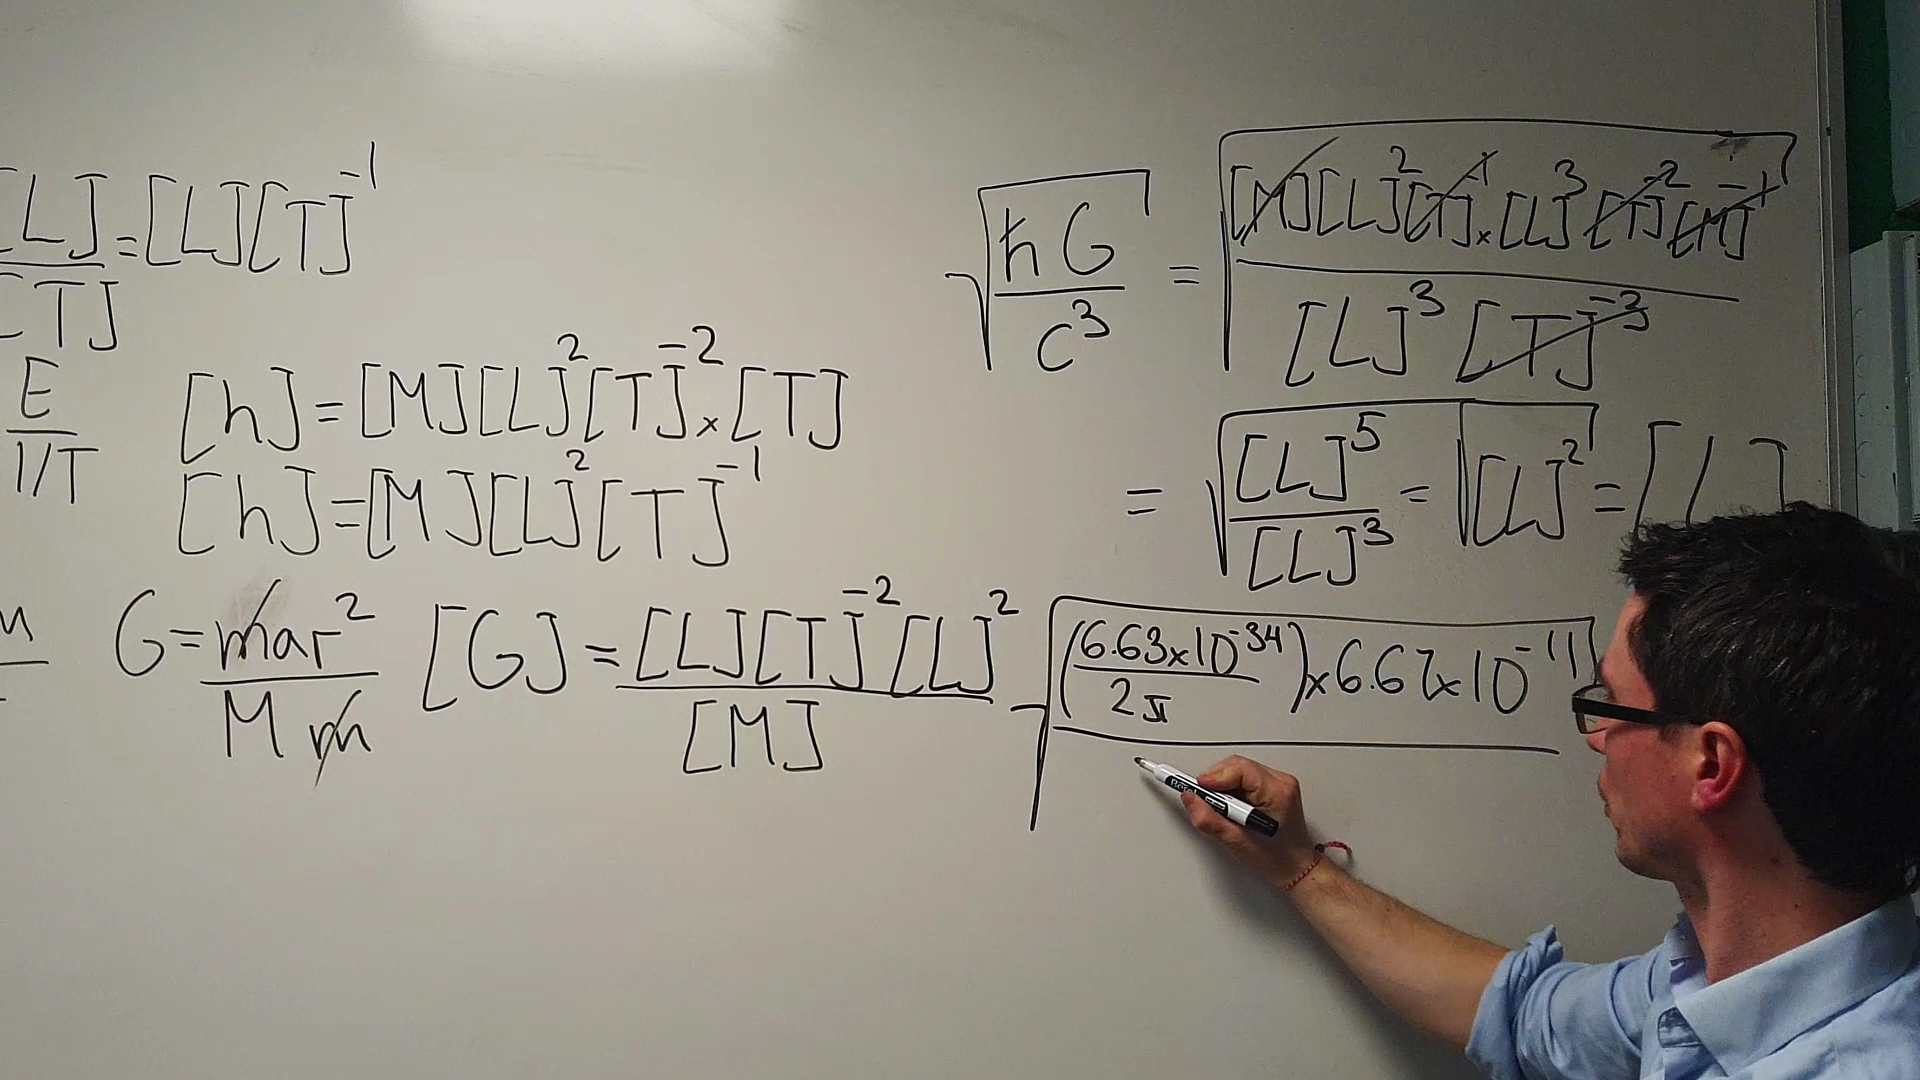 [L]/[T] = [L][T]⁻¹
E/(1/T)
[h] = [M][L]²[T]⁻² × [T]
[h] = [M][L]²[T]⁻¹
G = mar²/Mm
[G] = [L][T]⁻²[L]²/[M]
√(ħG/c³) = √([M][L]²[T]⁻¹ × [L]³[T]⁻²[M]⁻¹/[L]³[T]⁻³)
= √([L]⁵/[L]³) = √[L]² = [L]
√((6.63×10⁻³⁴/2π) × 6.67×10⁻¹¹